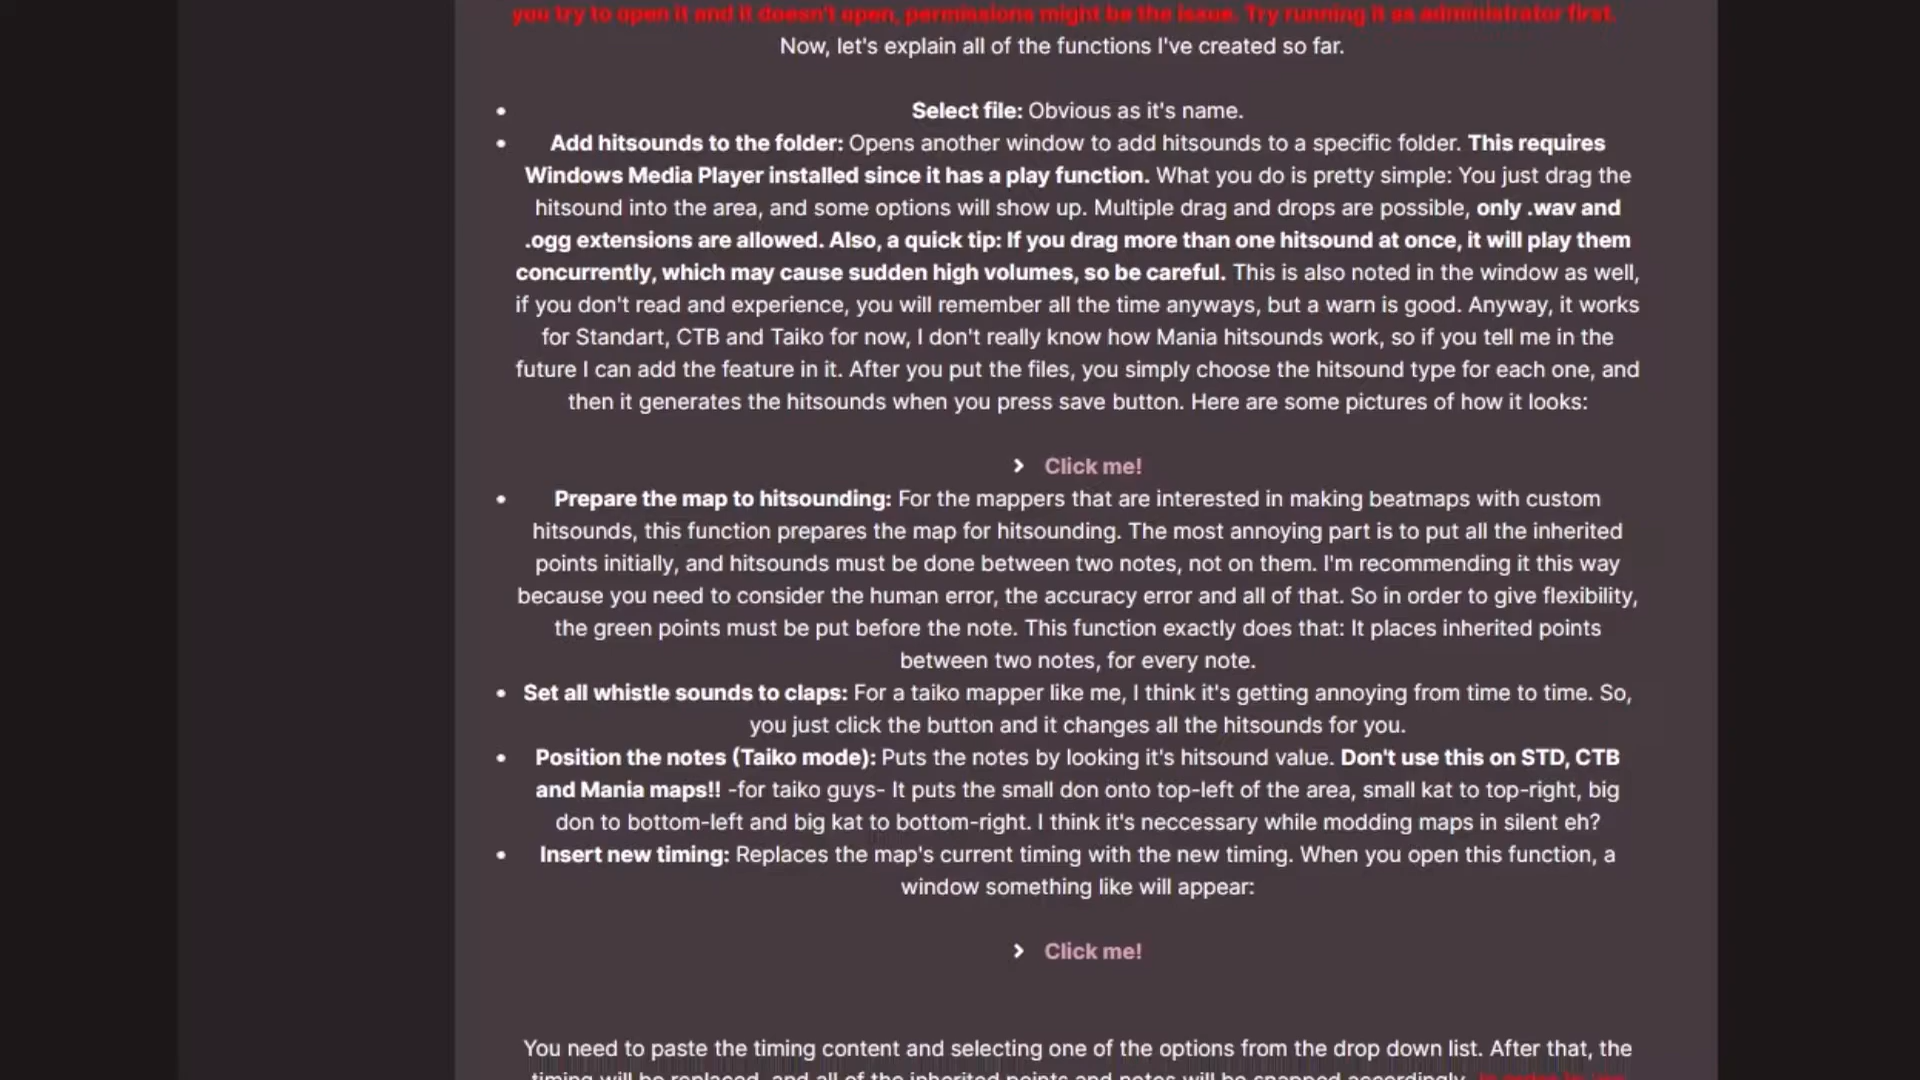 you try to open it and it doesn't open, permissions might be the issue. Try running it as administrator first.
Now, let's explain all of the functions I've created so far.
• Select file: Obvious as it's name.
• Add hitsounds to the folder: Opens another window to add hitsounds to a specific folder. This requires
Windows Media Player installed since it has a play function. What you do is pretty simple: You just drag the
hitsound into the area, and some options will show up. Multiple drag and drops are possible, only .wav and
.ogg extensions are allowed. Also, a quick tip: If you drag more than one hitsound at once, it will play them
concurrently, which may cause sudden high volumes, so be careful. This is also noted in the window as well,
if you don't read and experience, you will remember all the time anyways, but a warn is good. Anyway, it works
for Standart, CTB and Taiko for now, I don't really know how Mania hitsounds work, so if you tell me in the
future I can add the feature in it. After you put the files, you simply choose the hitsound type for each one, and
then it generates the hitsounds when you press save button. Here are some pictures of how it looks:
Click me!
• Prepare the map to hitsounding: For the mappers that are interested in making beatmaps with custom
hitsounds, this function prepares the map for hitsounding. The most annoying part is to put all the inherited
points initially, and hitsounds must be done between two notes, not on them. I'm recommending it this way
because you need to consider the human error, the accuracy error and all of that. So in order to give flexibility,
the green points must be put before the note. This function exactly does that: It places inherited points
between two notes, for every note.
• Set all whistle sounds to claps: For a taiko mapper like me, I think it's getting annoying from time to time. So,
you just click the button and it changes all the hitsounds for you.
• Position the notes (Taiko mode): Puts the notes by looking it's hitsound value. Don't use this on STD, CTB
and Mania maps!! -for taiko guys- It puts the small don onto top-left of the area, small kat to top-right, big
don to bottom-left and big kat to bottom-right. I think it's neccessary while modding maps in silent eh?
• Insert new timing: Replaces the map's current timing with the new timing. When you open this function, a
window something like will appear:
Click me!
You need to paste the timing content and selecting one of the options from the drop down list. After that, the
timing will be replaced, and all of the inherited points and notes will be snapped accordingly.